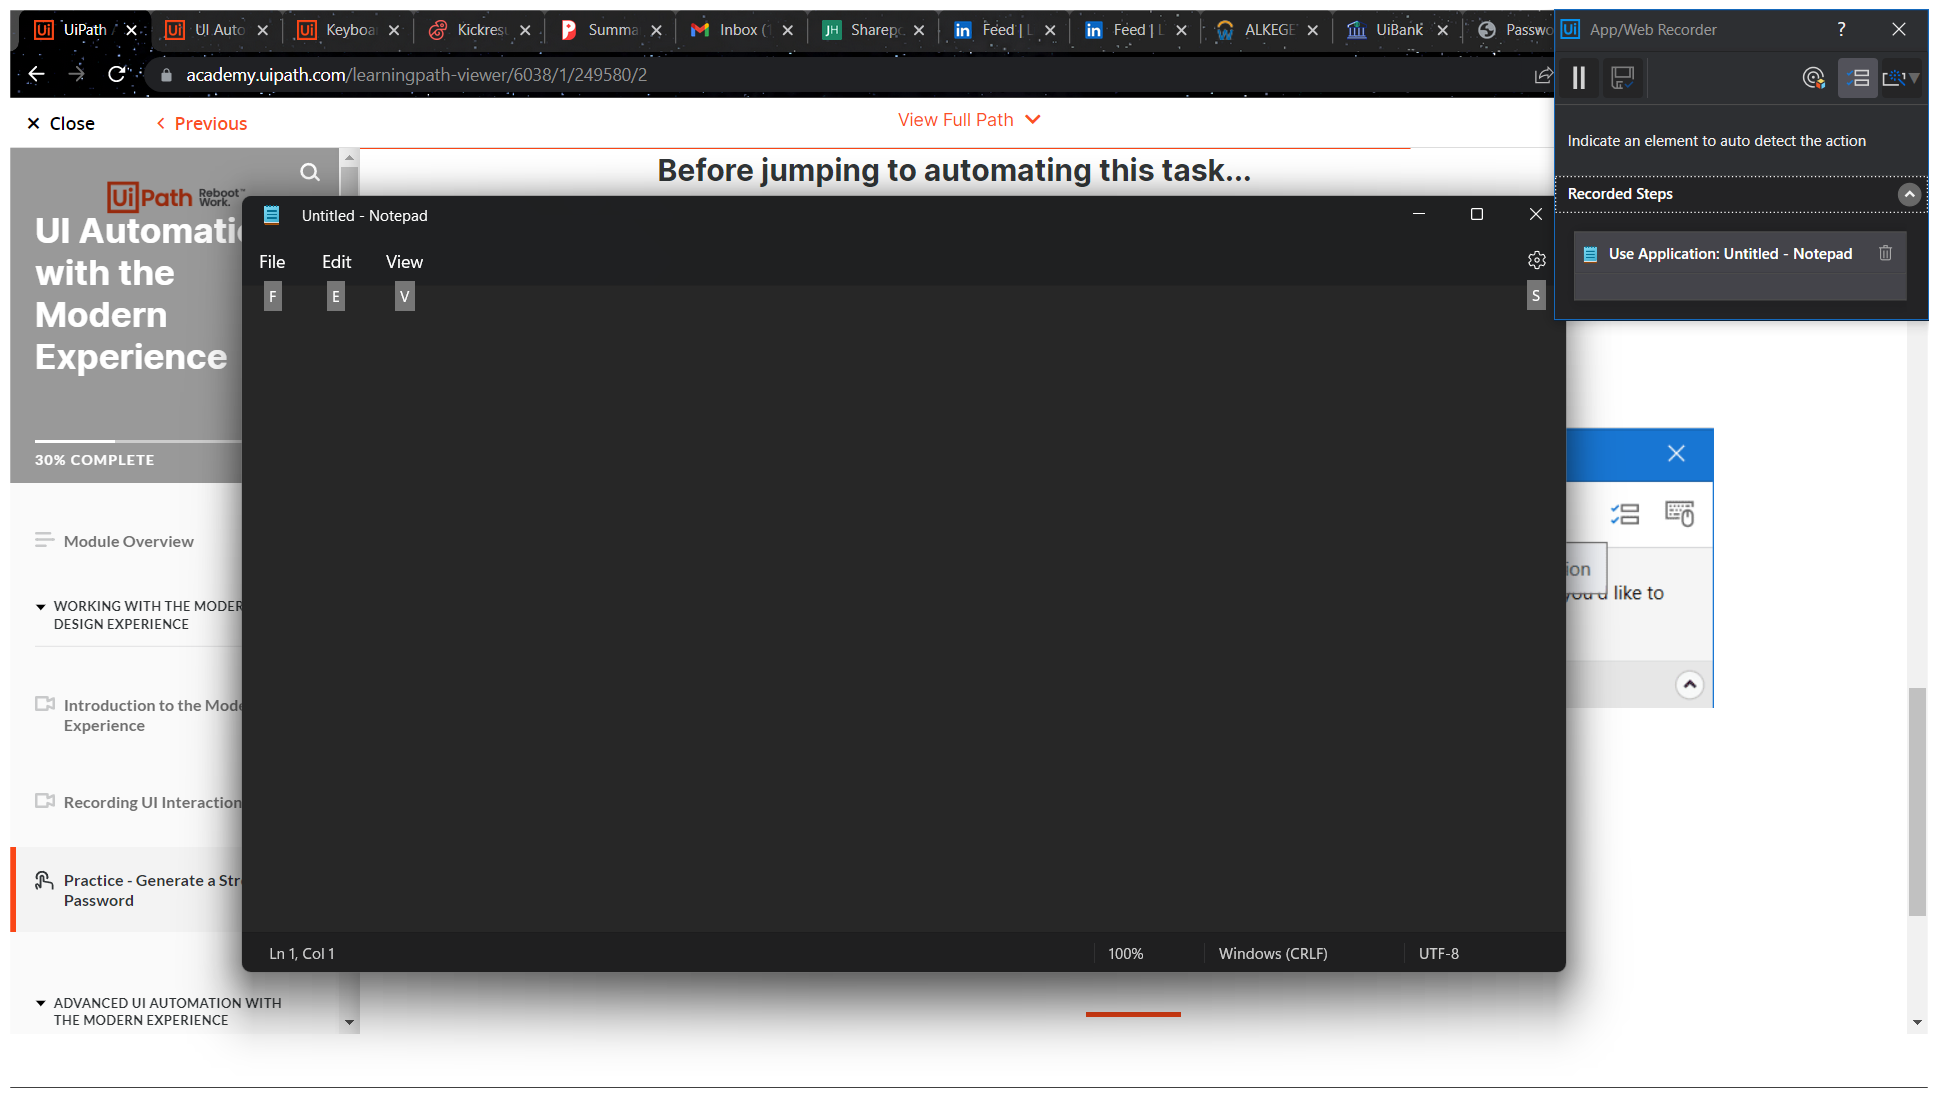 UiPath /
UI Auto
Keyboa
Kickresu
Summa
Inbox (1
Sharepo
Feed | L
Feed | L
ALKEGE
UiBank
Passwo
App/Web Recorder
?
academy.uipath.com/learningpath-viewer/6038/1/249580/2
Indicate an element to auto detect the action
Recorded Steps
Use Application: Untitled - Notepad
Close
Previous
View Full Path
Before jumping to automating this task...
UiPath Reboot Work.™
UI Automati
with the
Modern
Experience
30% COMPLETE
Module Overview
WORKING WITH THE MODER
DESIGN EXPERIENCE
Introduction to the Mode
Experience
Recording UI Interaction
Practice - Generate a Str
Password
ADVANCED UI AUTOMATION WITH
THE MODERN EXPERIENCE
Untitled - Notepad
File Edit View
F E V S
Ln 1, Col 1 100% Windows (CRLF) UTF-8
ion
you'd like to